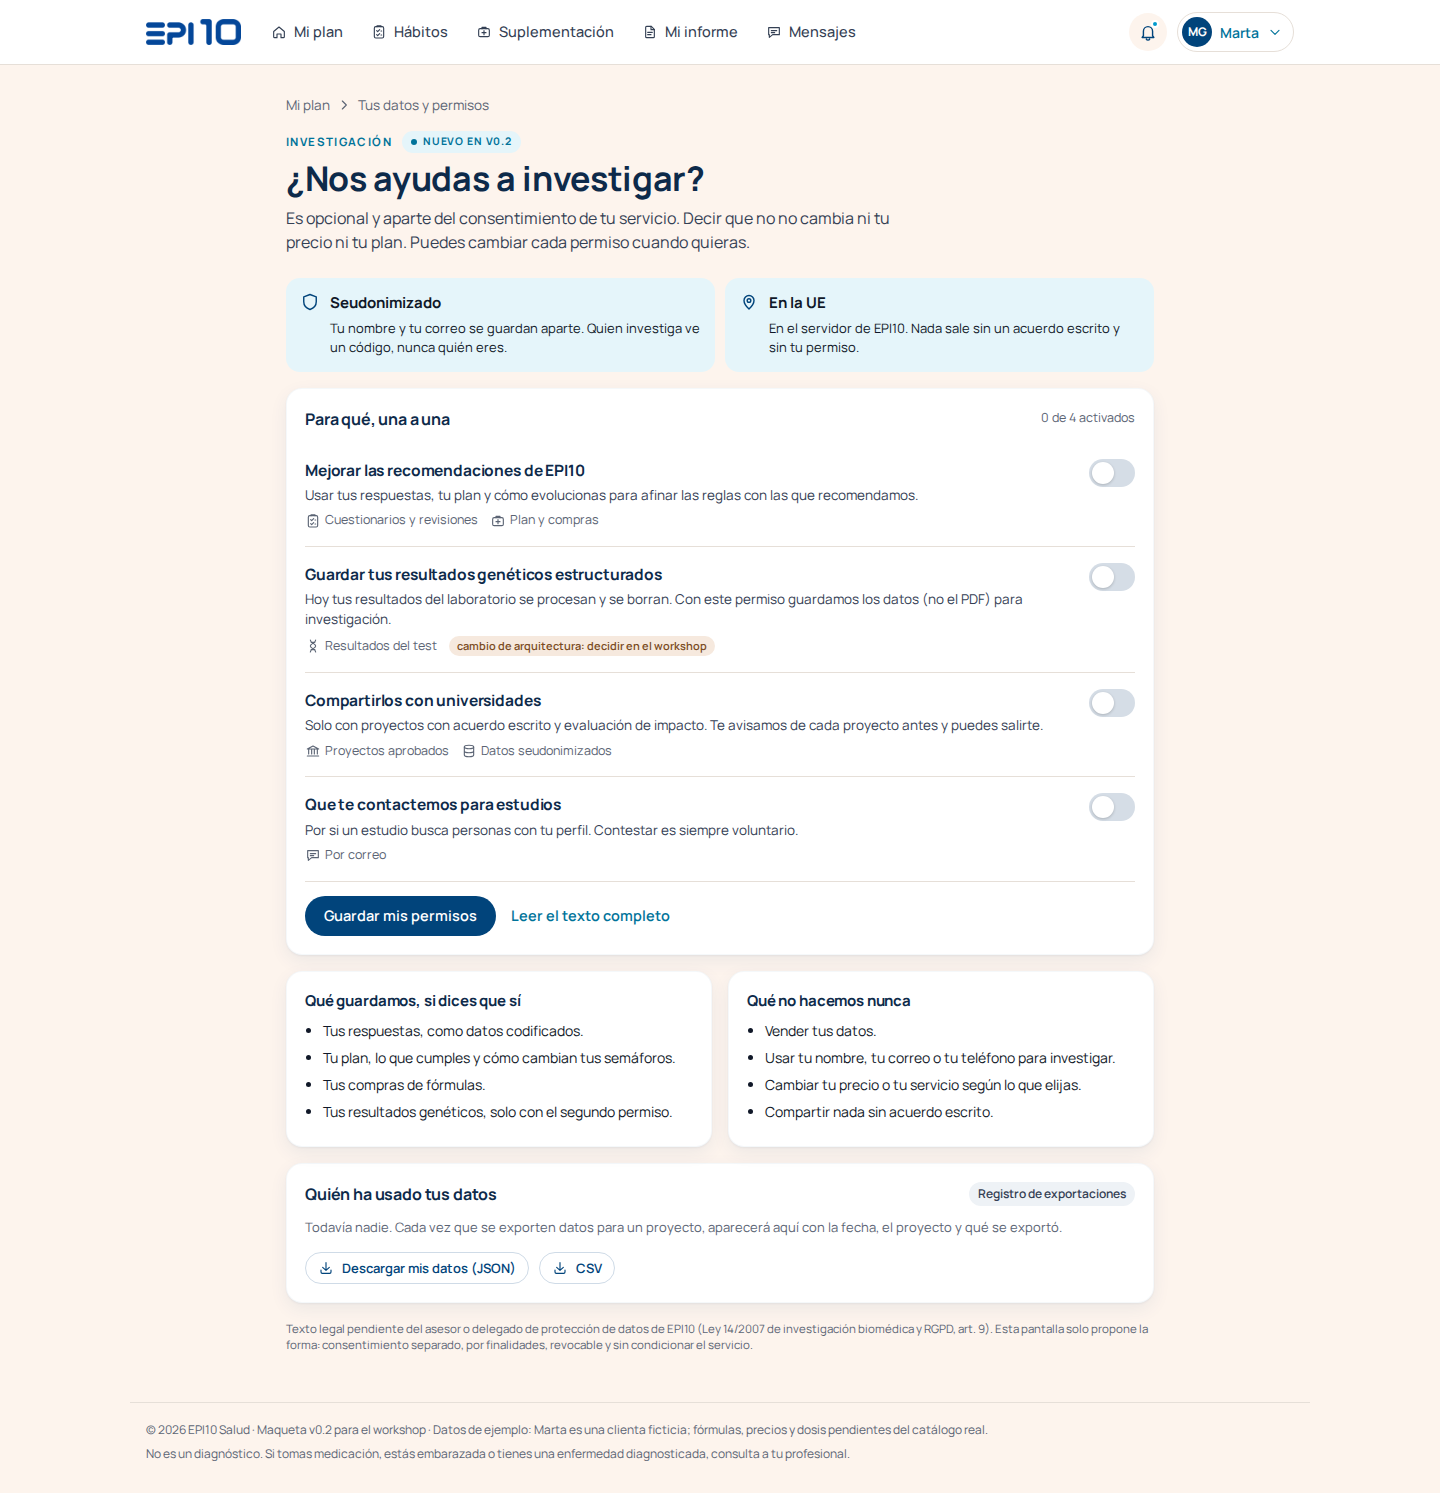 EPI10
Mi plan
Hábitos
Suplementación
Mi informe
Mensajes
MG
Marta
Mi plan
Tus datos y permisos
INVESTIGACIÓN
NUEVO EN V0.2
¿Nos ayudas a investigar?
Es opcional y aparte del consentimiento de tu servicio. Decir que no no cambia ni tu
precio ni tu plan. Puedes cambiar cada permiso cuando quieras.
Seudonimizado
Tu nombre y tu correo se guardan aparte. Quien investiga ve
un código, nunca quién eres.
En la UE
En el servidor de EPI10. Nada sale sin un acuerdo escrito y
sin tu permiso.
Para qué, una a una
0 de 4 activados
Mejorar las recomendaciones de EPI10
Usar tus respuestas, tu plan y cómo evolucionas para afinar las reglas con las que recomendamos.
Cuestionarios y revisiones
Plan y compras
Guardar tus resultados genéticos estructurados
Hoy tus resultados del laboratorio se procesan y se borran. Con este permiso guardamos los datos (no el PDF) para
investigación.
Resultados del test
cambio de arquitectura: decidir en el workshop
Compartirlos con universidades
Solo con proyectos con acuerdo escrito y evaluación de impacto. Te avisamos de cada proyecto antes y puedes salirte.
Proyectos aprobados
Datos seudonimizados
Que te contactemos para estudios
Por si un estudio busca personas con tu perfil. Contestar es siempre voluntario.
Por correo
Guardar mis permisos
Leer el texto completo
Qué guardamos, si dices que sí
• Tus respuestas, como datos codificados.
• Tu plan, lo que cumples y cómo cambian tus semáforos.
• Tus compras de fórmulas.
• Tus resultados genéticos, solo con el segundo permiso.
Qué no hacemos nunca
• Vender tus datos.
• Usar tu nombre, tu correo o tu teléfono para investigar.
• Cambiar tu precio o tu servicio según lo que elijas.
• Compartir nada sin acuerdo escrito.
Quién ha usado tus datos
Registro de exportaciones
Todavía nadie. Cada vez que se exporten datos para un proyecto, aparecerá aquí con la fecha, el proyecto y qué se exportó.
Descargar mis datos (JSON)
CSV
Texto legal pendiente del asesor o delegado de protección de datos de EPI10 (Ley 14/2007 de investigación biomédica y RGPD, art. 9). Esta pantalla solo propone la
forma: consentimiento separado, por finalidades, revocable y sin condicionar el servicio.
© 2026 EPI10 Salud · Maqueta v0.2 para el workshop · Datos de ejemplo: Marta es una clienta ficticia; fórmulas, precios y dosis pendientes del catálogo real.
No es un diagnóstico. Si tomas medicación, estás embarazada o tienes una enfermedad diagnosticada, consulta a tu profesional.